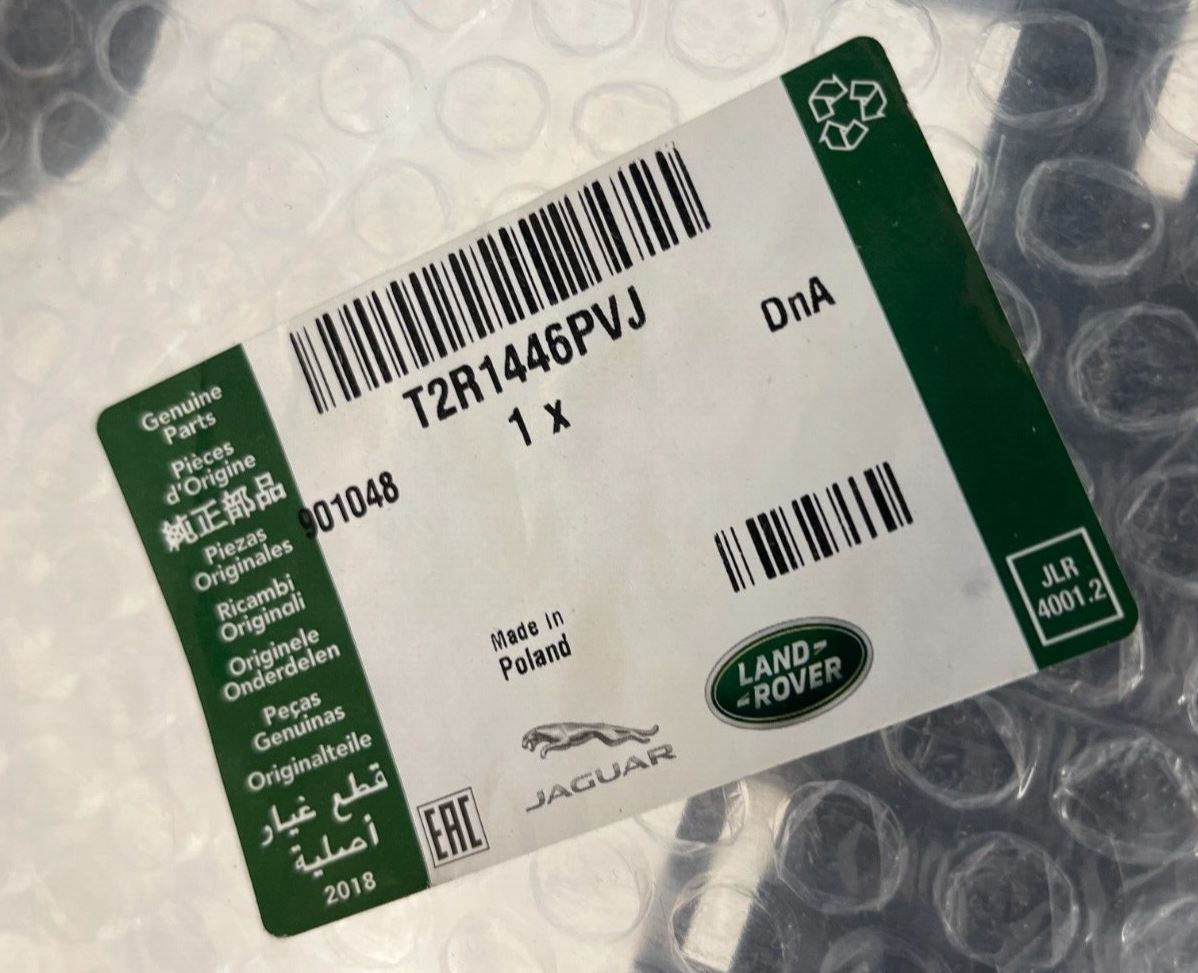 Genuine
Parts
Pièces
d'Origine
純正部品
Piezas
Originales
Ricambi
Originali
Originele
Onderdelen
Peças
Genuinas
Originalteile
قطع غيار
أصلية
2018
T2R1446PVJ
1 x
DnA
901048
Made in
Poland
EAC
JAGUAR
LAND-
-ROVER
JLR
4001.2